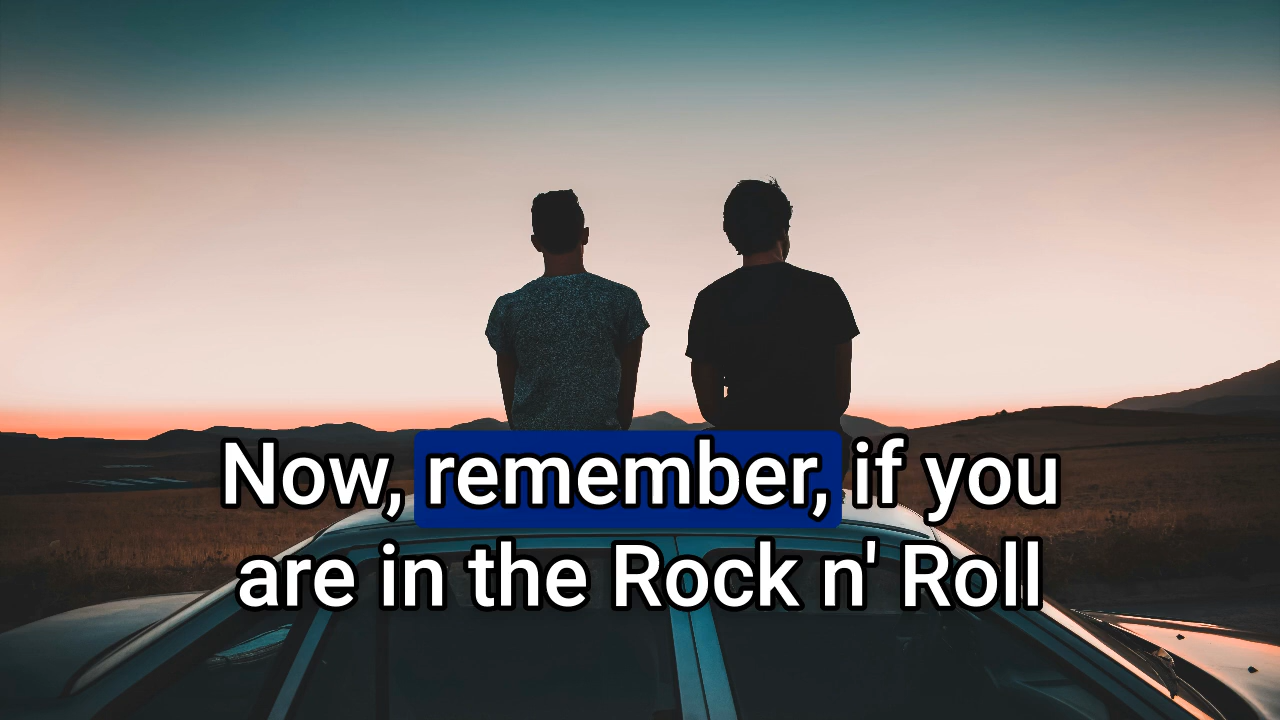 Now, remember, if you
are in the Rock n' Roll